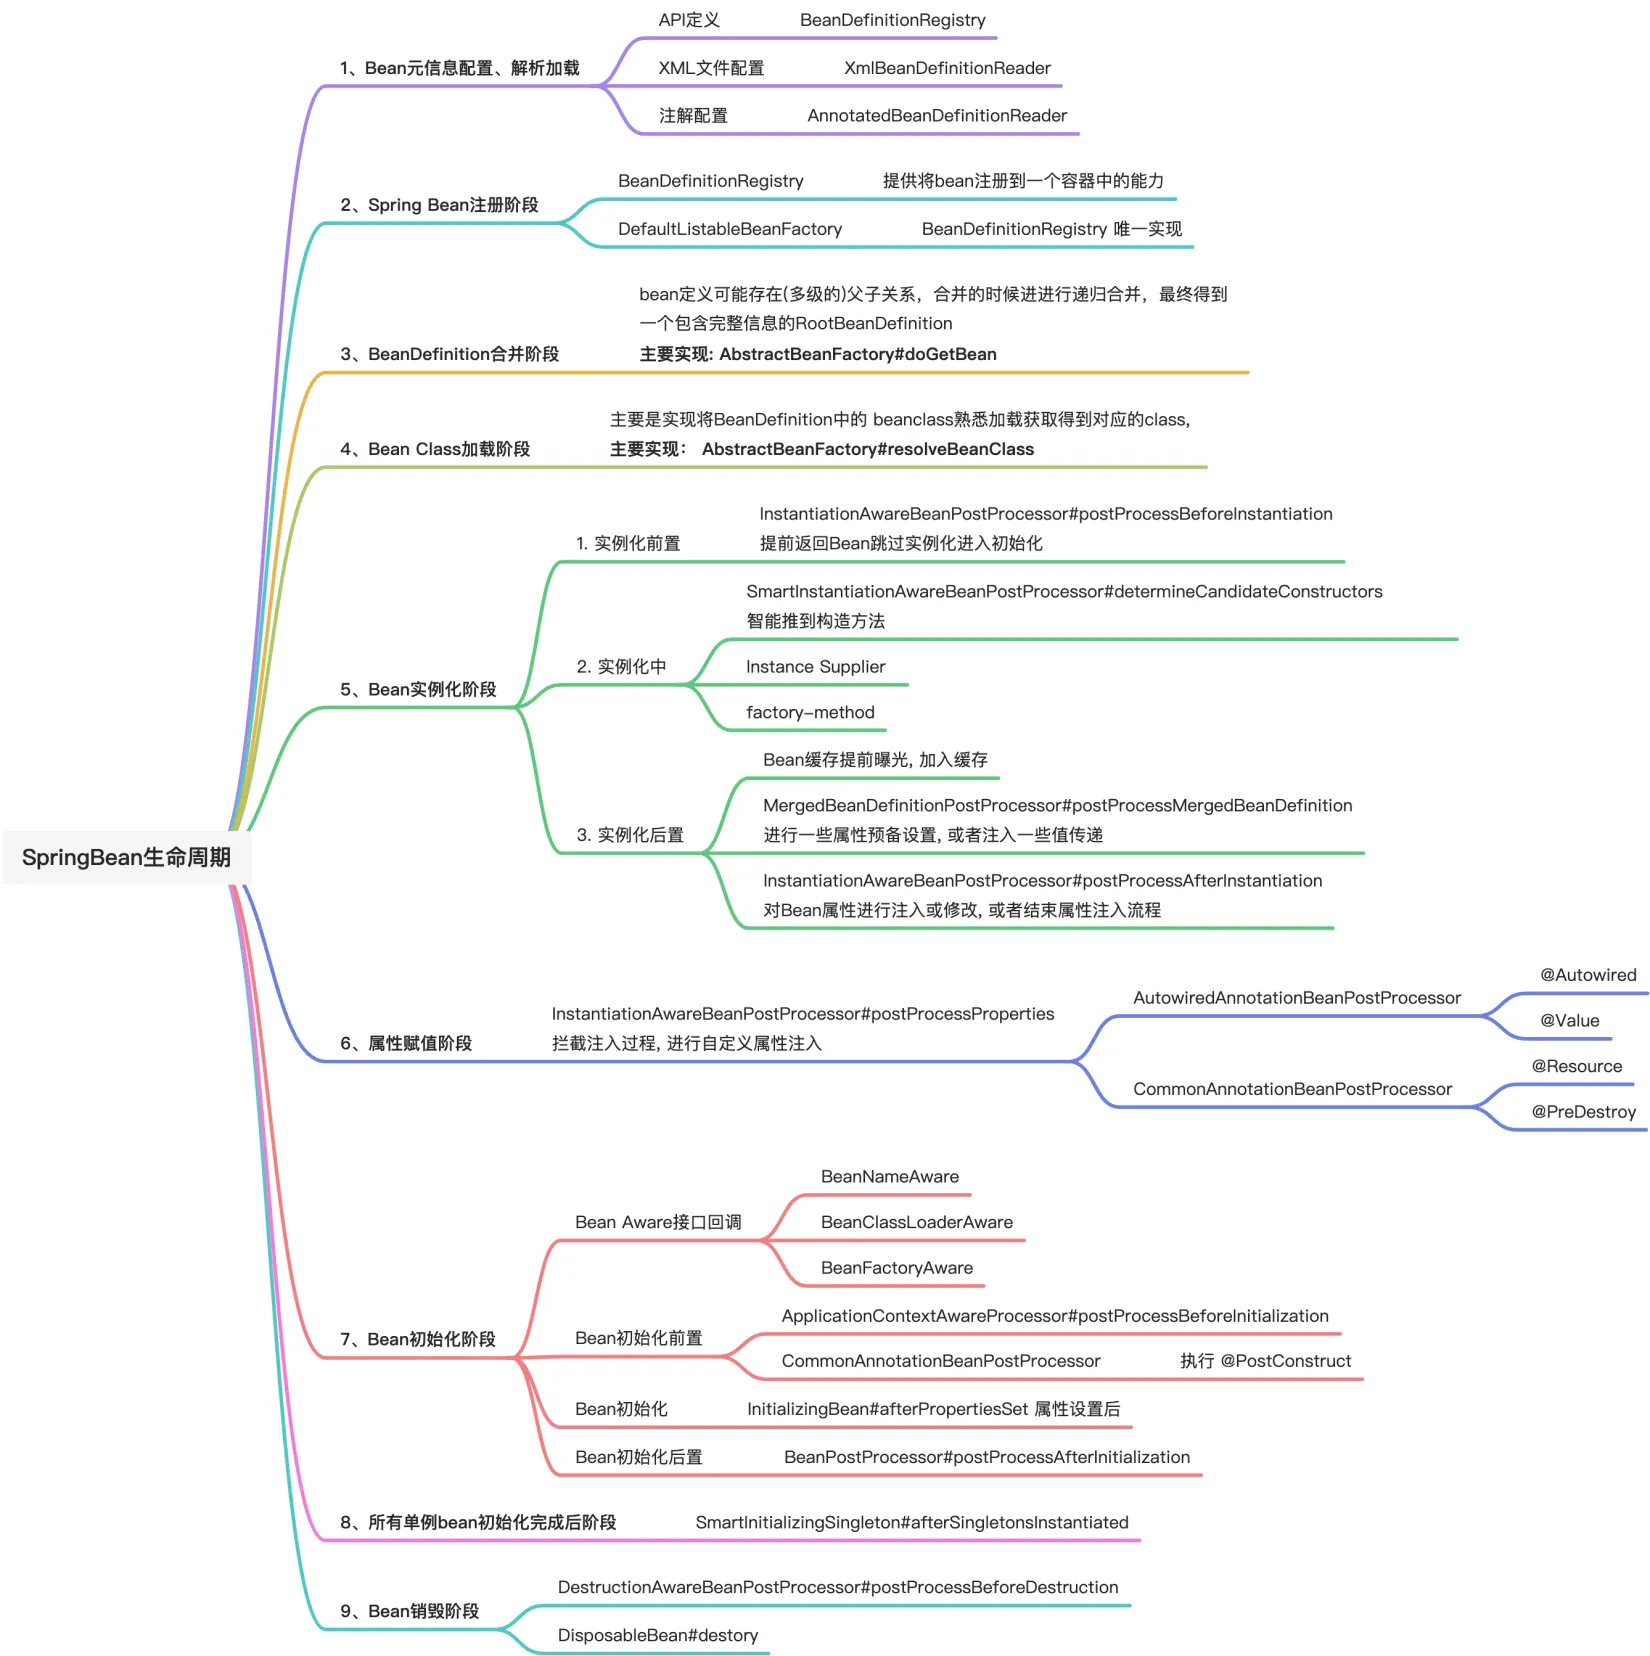 SpringBean生命周期
1、Bean元信息配置、解析加载
API定义
BeanDefinitionRegistry
XML文件配置
XmlBeanDefinitionReader
注解配置
AnnotatedBeanDefinitionReader
2、Spring Bean注册阶段
BeanDefinitionRegistry
提供将bean注册到一个容器中的能力
DefaultListableBeanFactory
BeanDefinitionRegistry 唯一实现
3、BeanDefinition合并阶段
bean定义可能存在(多级的)父子关系，合并的时候进进行递归合并，最终得到
一个包含完整信息的RootBeanDefinition
主要实现: AbstractBeanFactory#doGetBean
4、Bean Class加载阶段
主要是实现将BeanDefinition中的 beanclass熟悉加载获取得到对应的class,
主要实现： AbstractBeanFactory#resolveBeanClass
5、Bean实例化阶段
1. 实例化前置
InstantiationAwareBeanPostProcessor#postProcessBeforeInstantiation
提前返回Bean跳过实例化进入初始化
2. 实例化中
SmartInstantiationAwareBeanPostProcessor#determineCandidateConstructors
智能推到构造方法
Instance Supplier
factory-method
3. 实例化后置
Bean缓存提前曝光, 加入缓存
MergedBeanDefinitionPostProcessor#postProcessMergedBeanDefinition
进行一些属性预备设置, 或者注入一些值传递
InstantiationAwareBeanPostProcessor#postProcessAfterInstantiation
对Bean属性进行注入或修改, 或者结束属性注入流程
6、属性赋值阶段
InstantiationAwareBeanPostProcessor#postProcessProperties
拦截注入过程, 进行自定义属性注入
AutowiredAnnotationBeanPostProcessor
@Autowired
@Value
CommonAnnotationBeanPostProcessor
@Resource
@PreDestroy
7、Bean初始化阶段
Bean Aware接口回调
BeanNameAware
BeanClassLoaderAware
BeanFactoryAware
Bean初始化前置
ApplicationContextAwareProcessor#postProcessBeforeInitialization
CommonAnnotationBeanPostProcessor
执行 @PostConstruct
Bean初始化
InitializingBean#afterPropertiesSet 属性设置后
Bean初始化后置
BeanPostProcessor#postProcessAfterInitialization
8、所有单例bean初始化完成后阶段
SmartInitializingSingleton#afterSingletonsInstantiated
9、Bean销毁阶段
DestructionAwareBeanPostProcessor#postProcessBeforeDestruction
DisposableBean#destory